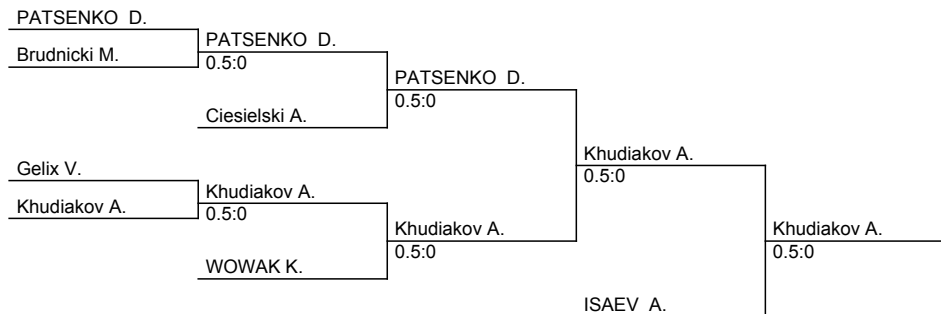 PATSENKO  D.
Brudnicki M.
PATSENKO  D.
0.5:0
Ciesielski A.
PATSENKO  D.
0.5:0
Gelix V.
Khudiakov A.
Khudiakov A.
0.5:0
WOWAK K.
Khudiakov A.
0.5:0
Khudiakov A.
0.5:0
ISAEV  A.
Khudiakov A.
0.5:0